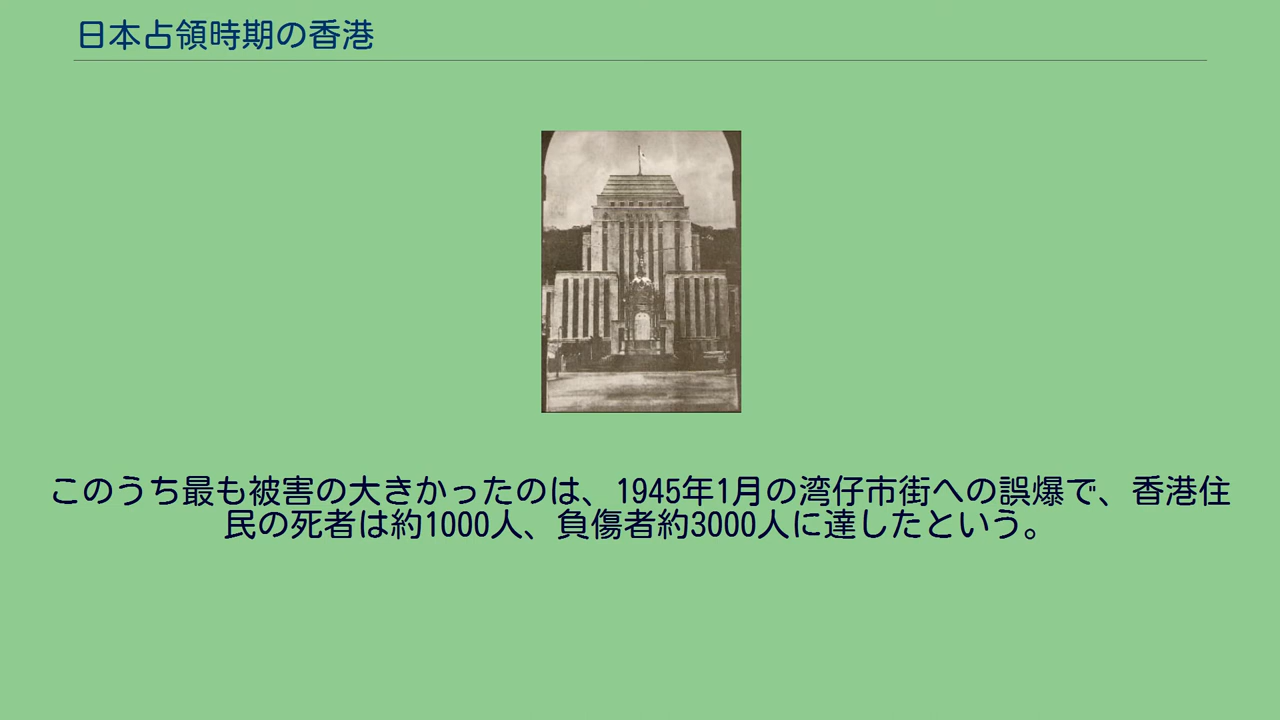 日本占領時期の香港
このうち最も被害の大きかったのは、1945年1月の湾仔市街への誤爆で、香港住
民の死者は約1000人、負傷者約3000人に達したという。